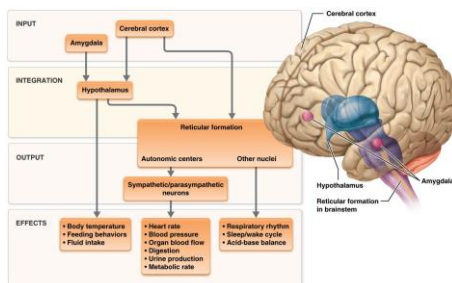 INPUT
Amygdala
Cerebral cortex
INTEGRATION
Hypothalamus
Reticular formation
Autonomic centers
Other nuclei
OUTPUT
Sympathetic/parasympathetic
neurons
EFFECTS
• Body temperature
• Feeding behaviors
• Fluid intake
• Heart rate
• Blood pressure
• Organ blood flow
• Digestion
• Urine production
• Metabolic rate
• Respiratory rhythm
• Sleep/wake cycle
• Acid-base balance
Cerebral cortex
Hypothalamus
Amygdala
Reticular formation
in brainstem